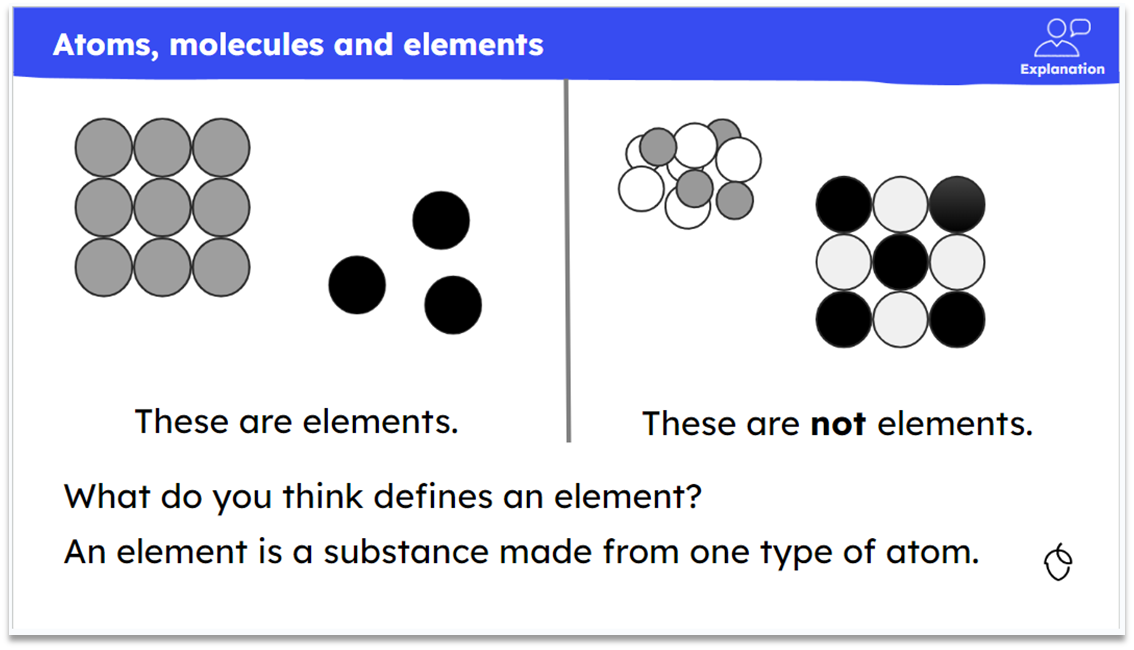 Atoms, molecules and elements
Explanation
These are elements.
These are not elements.
What do you think defines an element?
An element is a substance made from one type of atom.